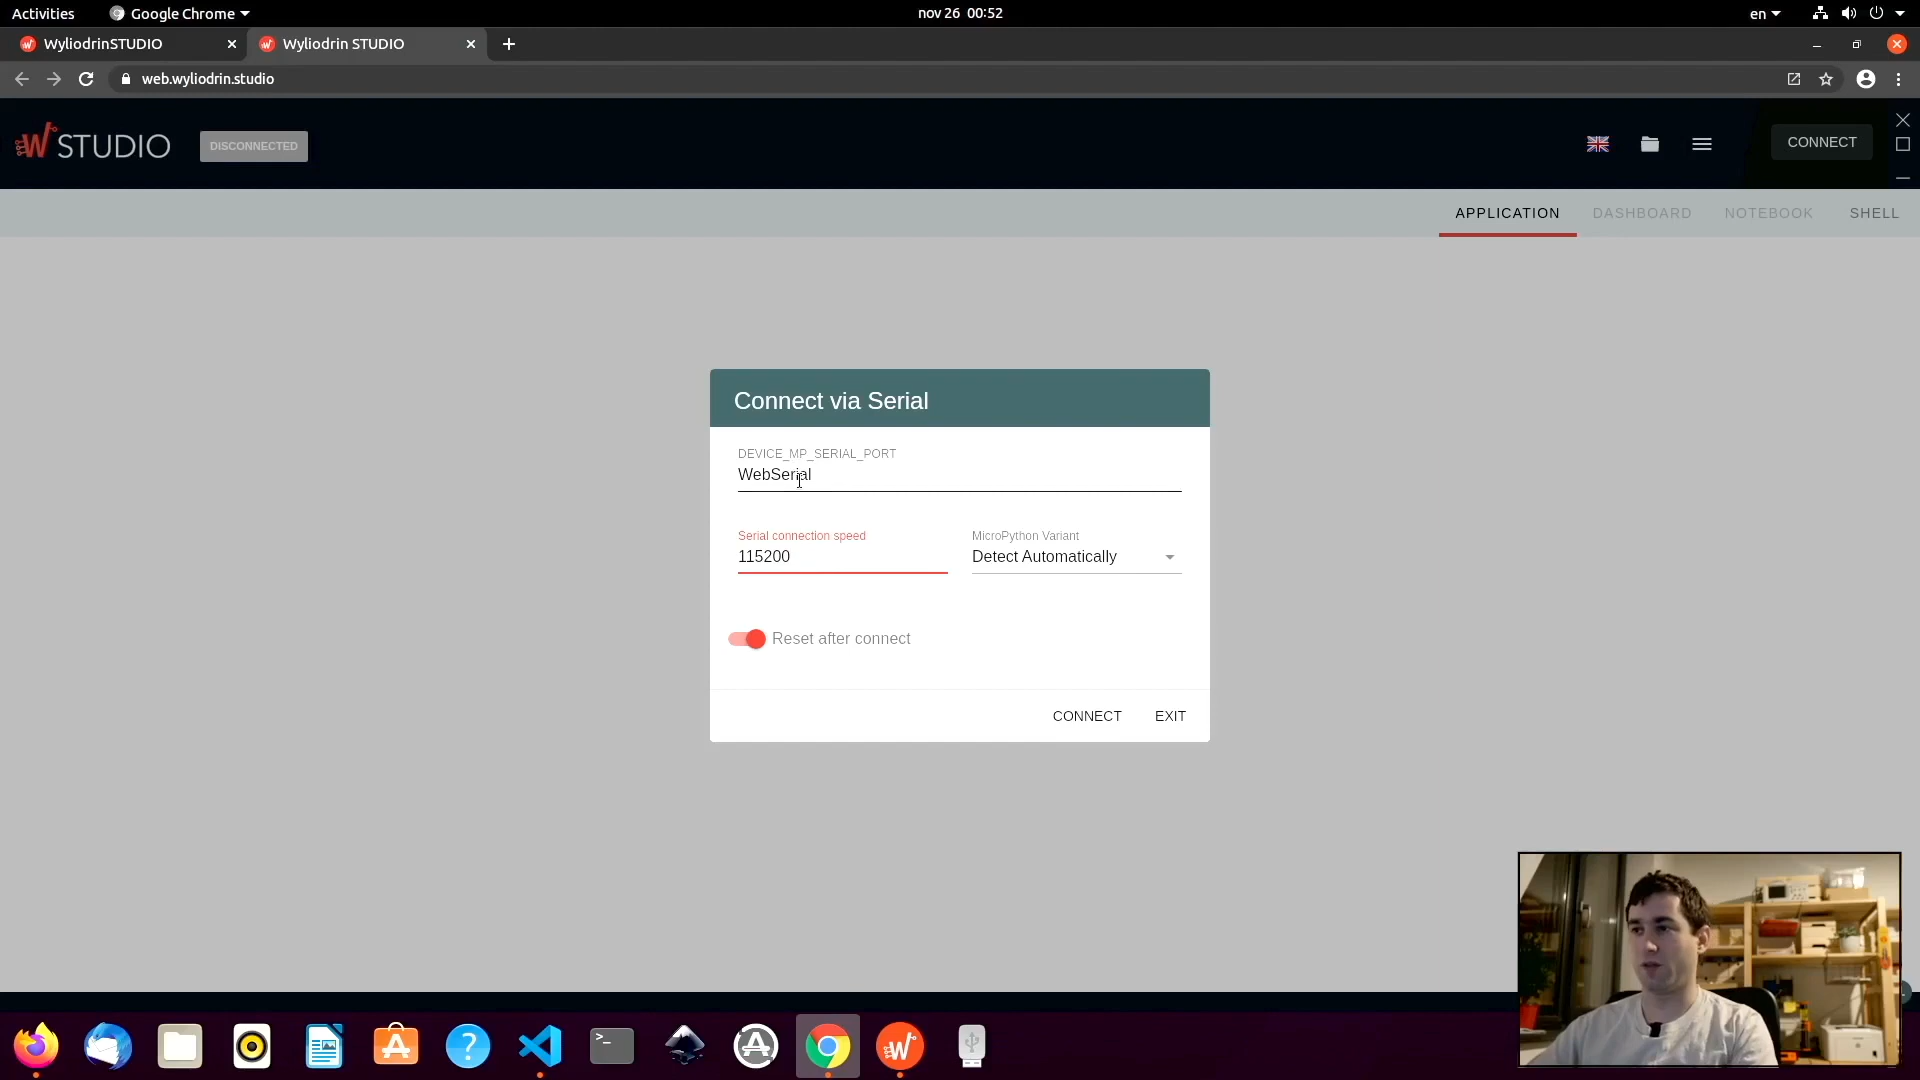 Activities
Google Chrome
nov 26 00:52
en
WyliodrinSTUDIO
Wyliodrin STUDIO
web.wyliodrin.studio
W STUDIO
DISCONNECTED
CONNECT
APPLICATION
DASHBOARD
NOTEBOOK
SHELL
Connect via Serial
DEVICE_MP_SERIAL_PORT
WebSerial
Serial connection speed
115200
MicroPython Variant
Detect Automatically
Reset after connect
CONNECT
EXIT